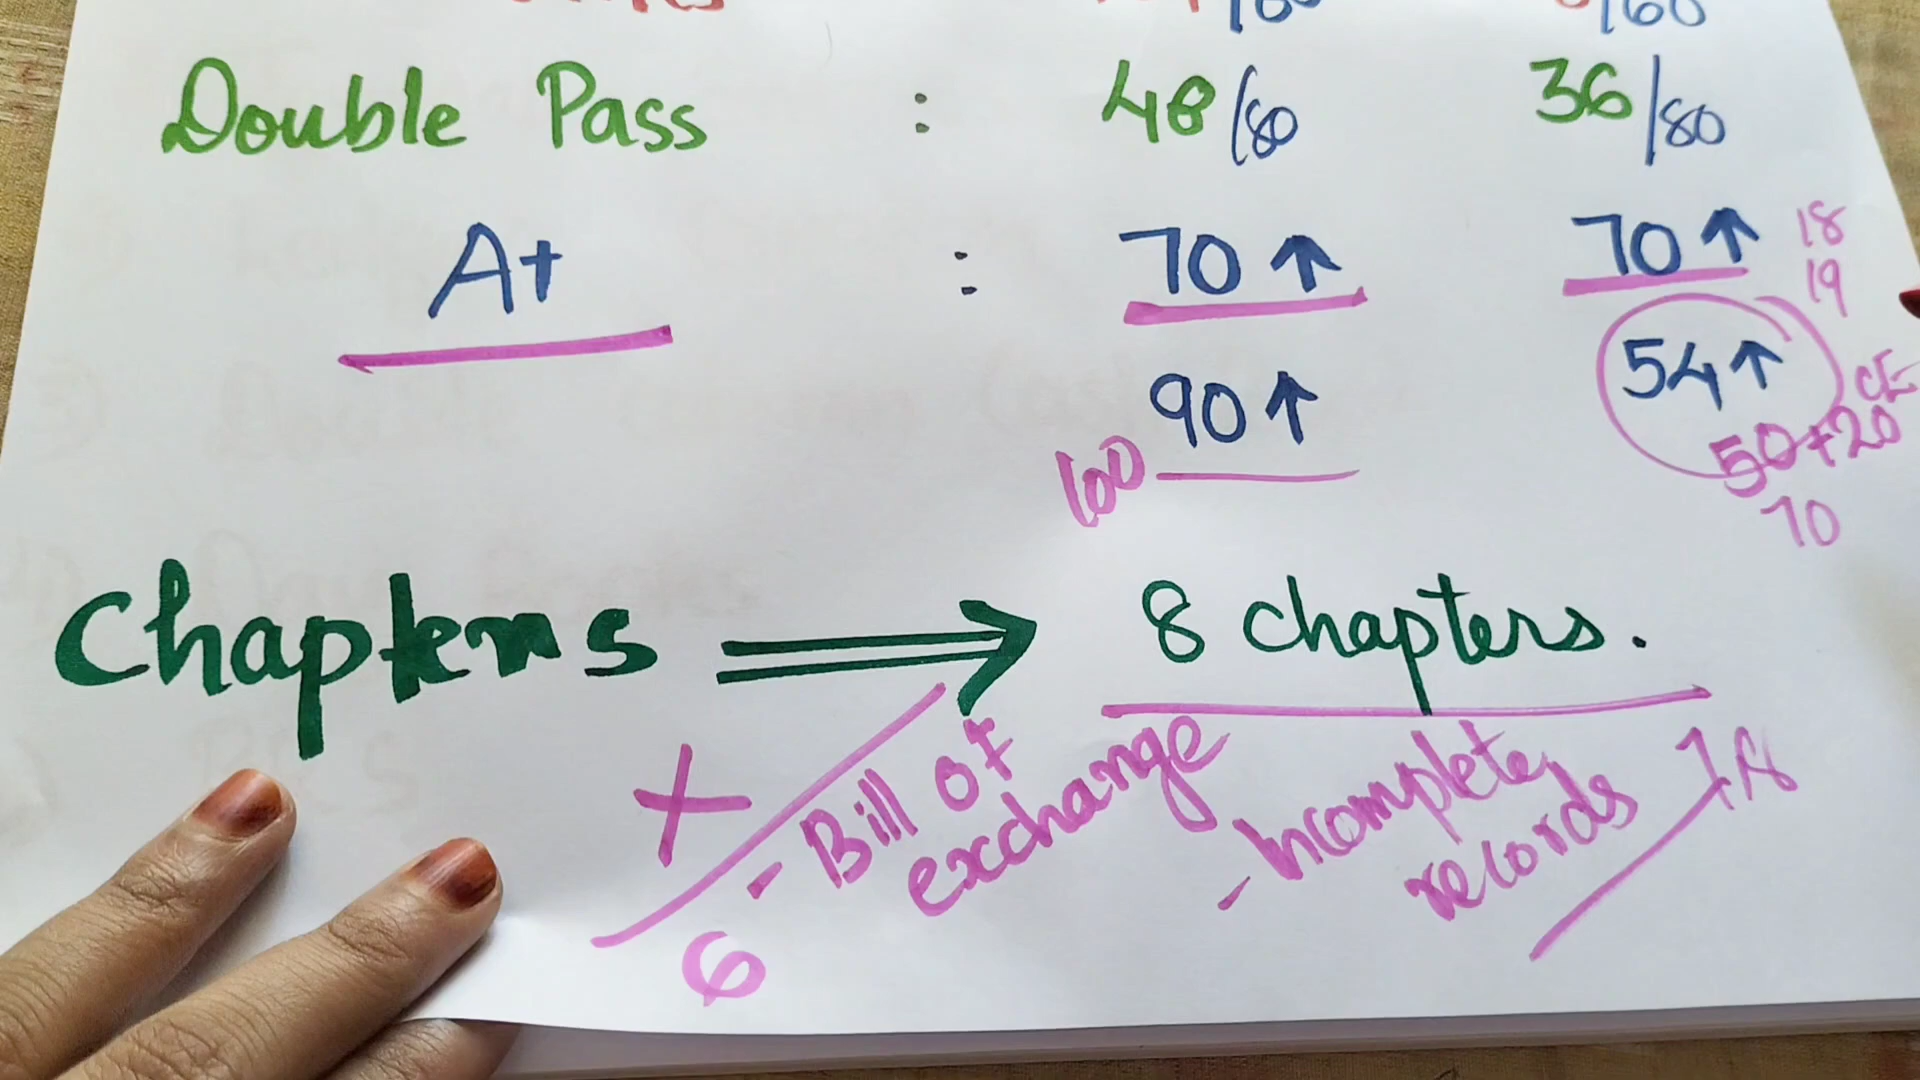 Double Pass : 48/80 36/80
A+ : 70↑ 70↑ 18
19
90↑ 54↑ CE
100 50+20
70
Chapters ⟹ 8 chapters.
+ - Bill of exchange - Incomplete records
6